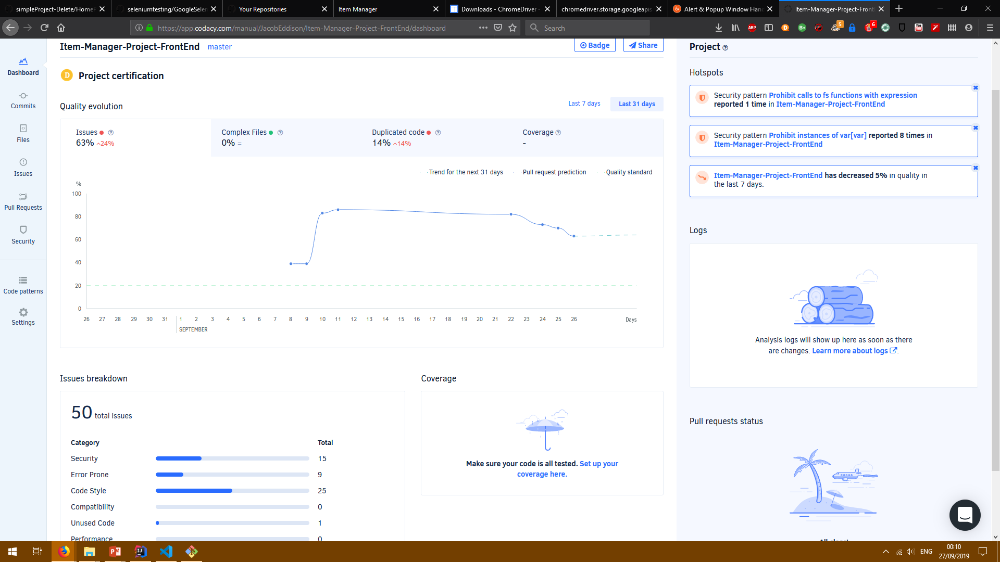 simpleProject-Delete/HomeP
seleniumtesting/GoogleSelen
Your Repositories
Item Manager
Downloads - ChromeDriver -
chromedriver.storage.googleapis.
Alert & Popup Window Hand
Item-Manager-Project-FrontE
https://app.codacy.com/manual/JacobEddison/Item-Manager-Project-FrontEnd/dashboard
Search
ABP
5
6
You
Item-Manager-Project-FrontEnd master
Badge
Share
D Project certification
Quality evolution
Last 7 days
Last 31 days
Issues
63% 24%
Complex Files
0% =
Duplicated code
14% 14%
Coverage
-
Trend for the next 31 days
Pull request prediction
Quality standard
%
100
80
60
40
20
0
26 27 28 29 30 31 1 2 3 4 5 6 7 8 9 10 11 12 13 14 15 16 17 18 19 20 21 22 23 24 25 26 Days
SEPTEMBER
Issues breakdown
50 total issues
Category Total
Security 15
Error Prone 9
Code Style 25
Compatibility 0
Unused Code 1
Performance 0
Coverage
Make sure your code is all tested. Set up your
coverage here.
Dashboard
Commits
Files
Issues
Pull Requests
Security
Code patterns
Settings
Project
Hotspots
Security pattern Prohibit calls to fs functions with expression
reported 1 time in Item-Manager-Project-FrontEnd
Security pattern Prohibit instances of var[var] reported 8 times in
Item-Manager-Project-FrontEnd
Item-Manager-Project-FrontEnd has decreased 5% in quality in
the last 7 days.
Logs
Analysis logs will show up here as soon as there
are changes. Learn more about logs.
Pull requests status
All clear!
ENG
00:10
27/09/2019